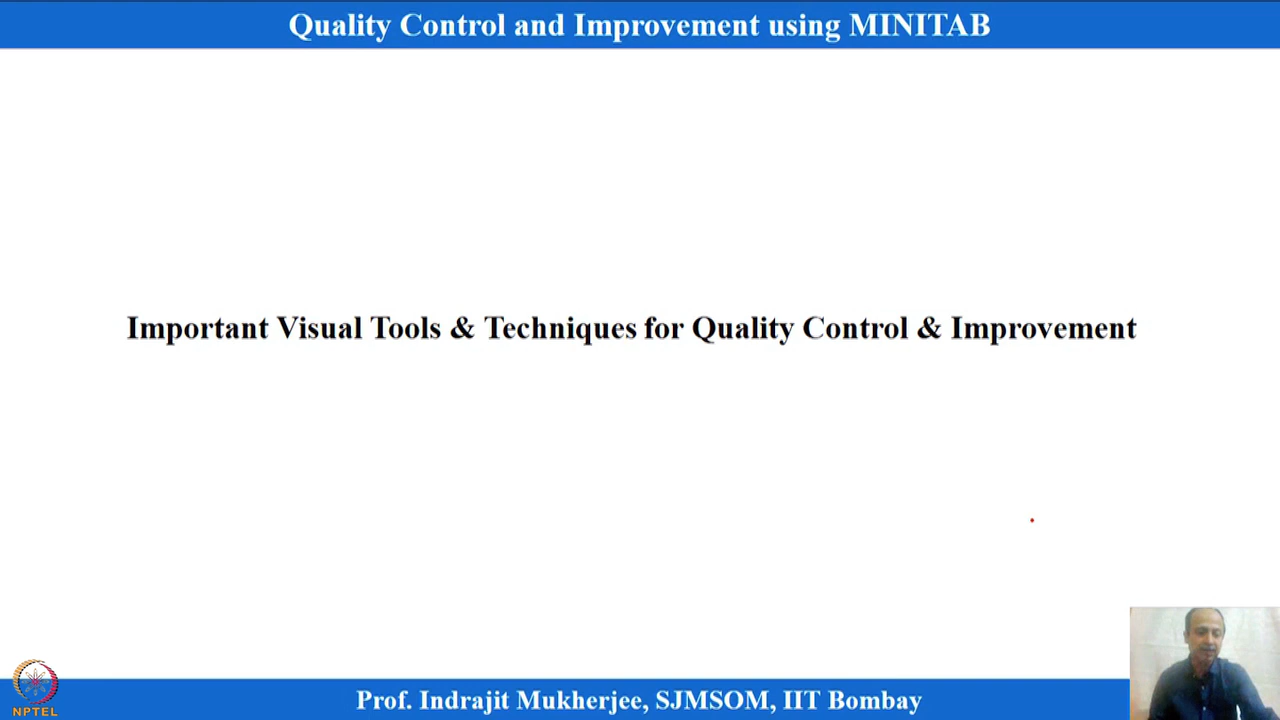 Quality Control and Improvement using MINITAB
Important Visual Tools & Techniques for Quality Control & Improvement
NPTEL
Prof. Indrajit Mukherjee, SJMSOM, IIT Bombay